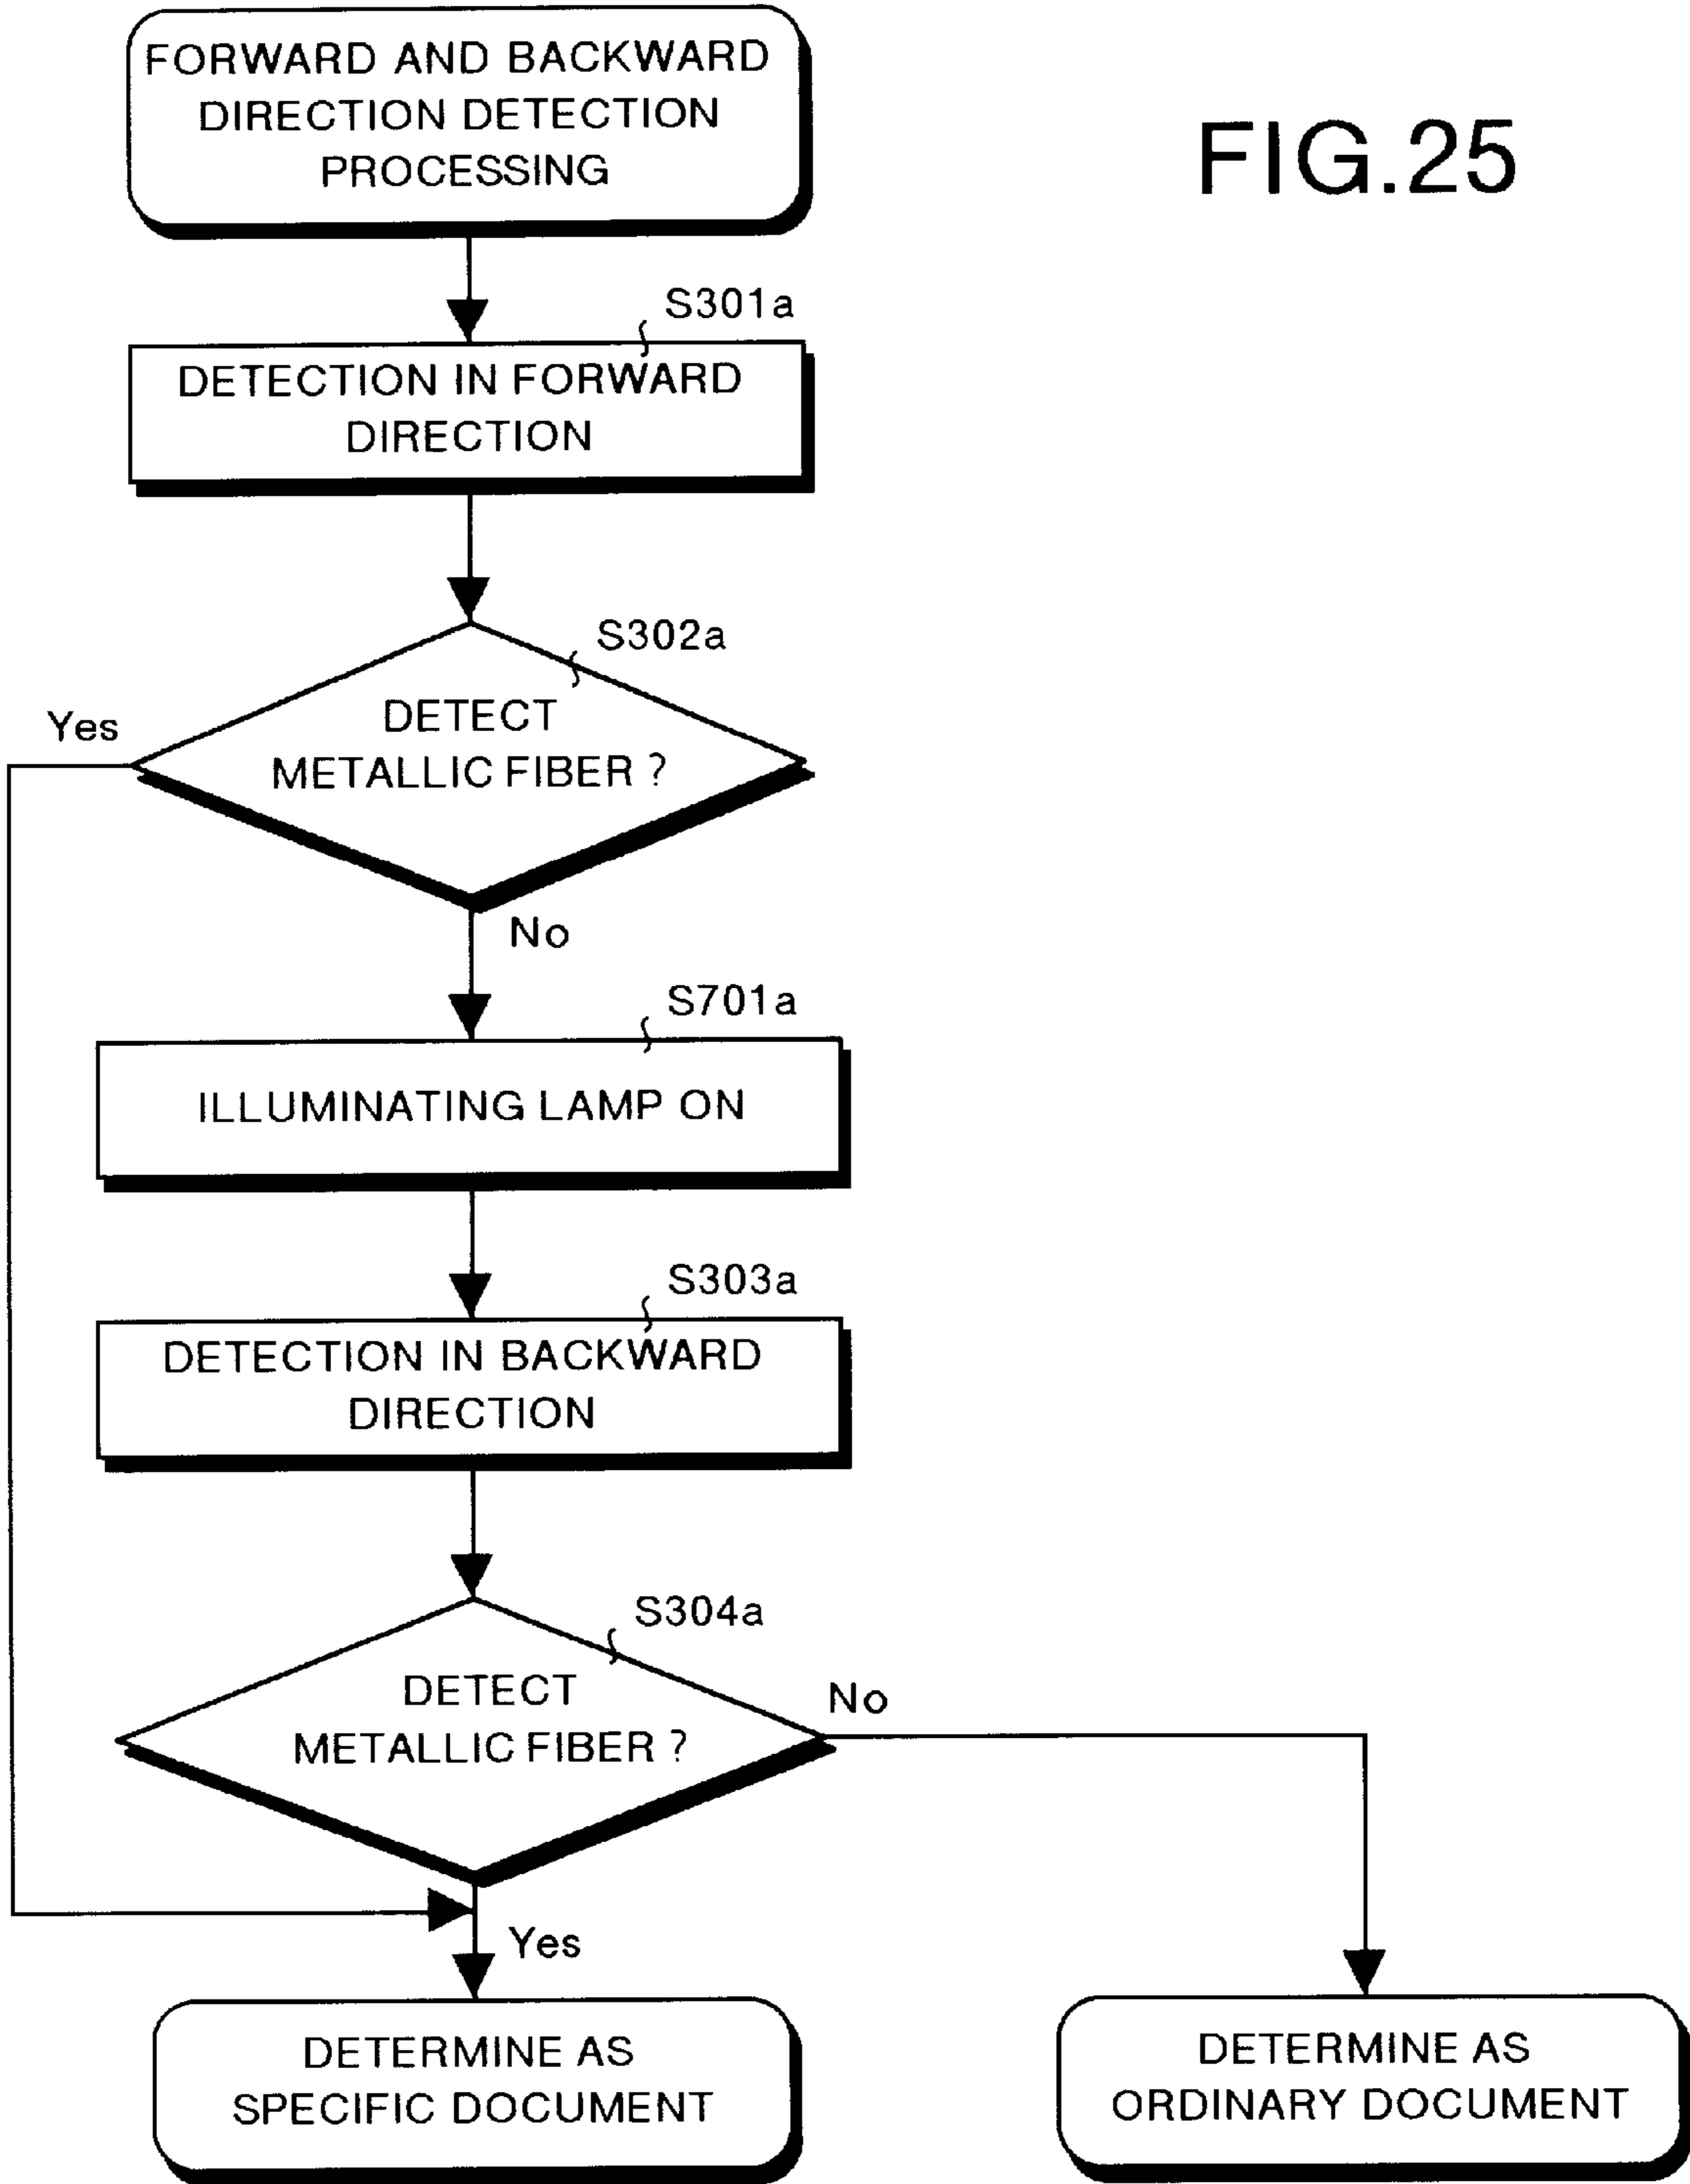 FORWARD AND BACKWARD
DIRECTION DETECTION
PROCESSING
FIG.25
S301a
DETECTION IN FORWARD
DIRECTION
S302a
DETECT
METALLIC FIBER ?
Yes
No
S701a
ILLUMINATING LAMP ON
S303a
DETECTION IN BACKWARD
DIRECTION
S304a
DETECT
METALLIC FIBER ?
No
Yes
DETERMINE AS
SPECIFIC DOCUMENT
DETERMINE AS
ORDINARY DOCUMENT